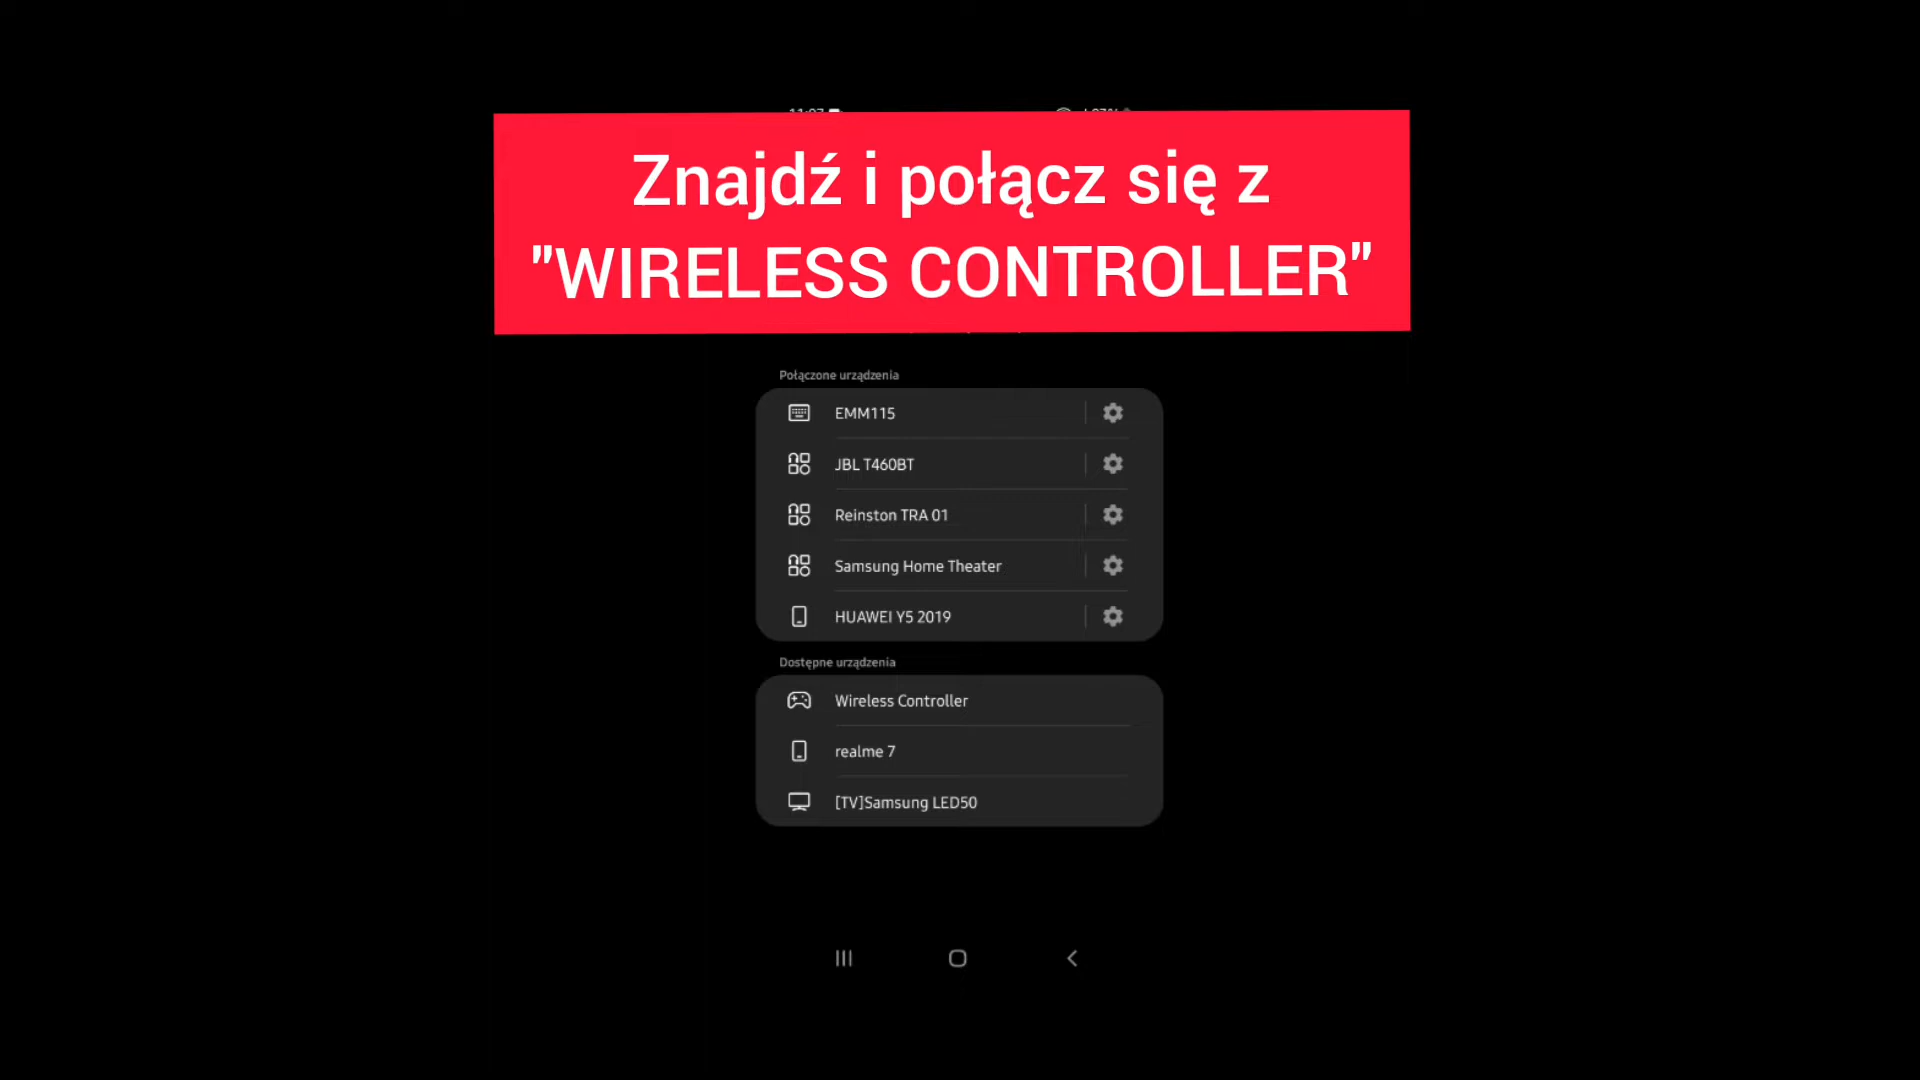 Znajdź i połącz się z
"WIRELESS CONTROLLER"
Połączone urządzenia
EMM115
JBL T460BT
Reinston TRA 01
Samsung Home Theater
HUAWEI Y5 2019
Dostępne urządzenia
Wireless Controller
realme 7
[TV]Samsung LED50